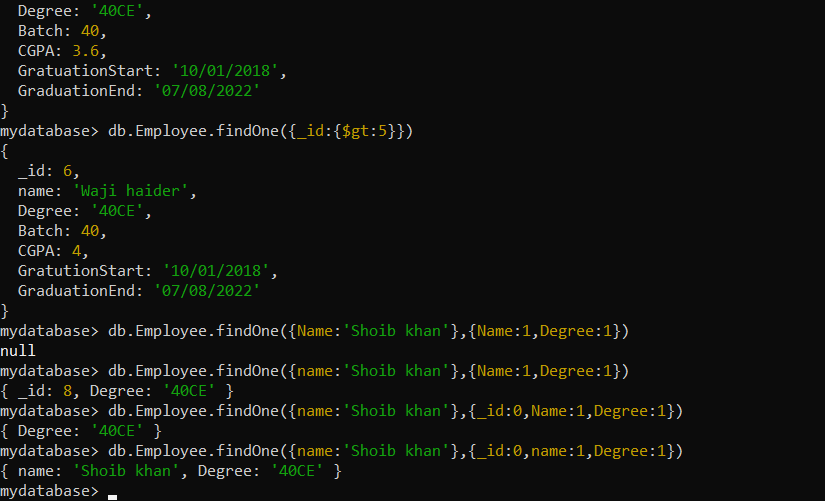 Degree: '40CE',
Batch: 40,
CGPA: 3.6,
GratuationStart: '10/01/2018',
GraduationEnd: '07/08/2022'
}
mydatabase> db.Employee.findOne({_id:{$gt:5}})
{
_id: 6,
name: 'Waji haider',
Degree: '40CE',
Batch: 40,
CGPA: 4,
GratutionStart: '10/01/2018',
GraduationEnd: '07/08/2022'
}
mydatabase> db.Employee.findOne({Name:'Shoib khan'},{Name:1,Degree:1})
null
mydatabase> db.Employee.findOne({name:'Shoib khan'},{Name:1,Degree:1})
{ _id: 8, Degree: '40CE' }
mydatabase> db.Employee.findOne({name:'Shoib khan'},{_id:0,Name:1,Degree:1})
{ Degree: '40CE' }
mydatabase> db.Employee.findOne({name:'Shoib khan'},{_id:0,name:1,Degree:1})
{ name: 'Shoib khan', Degree: '40CE' }
mydatabase>